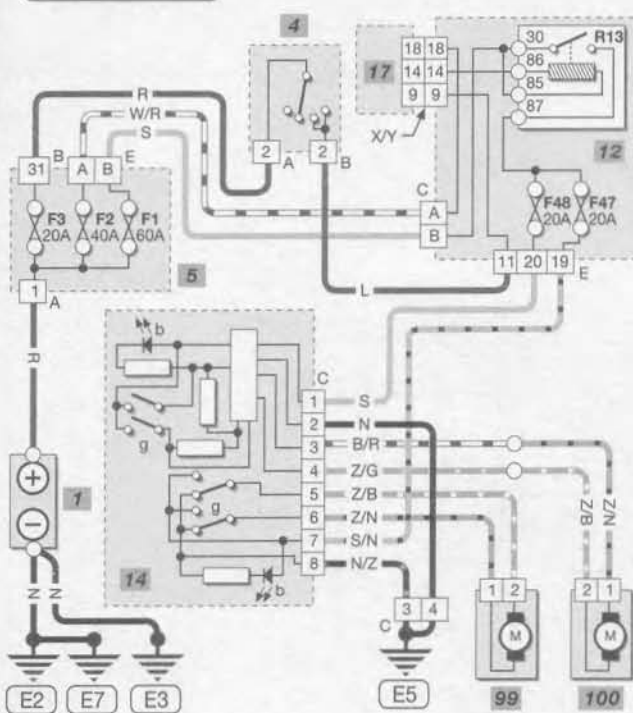 4
18 18
14 14
9 9
17
X/Y
30 R13
86
85
87
12
R
W/R
S
2 A
2 B
31 B
A B E
F3 20A
F2 40A
F1 60A
5
1 A
C
A
B
F48 20A
F47 20A
11 20 19 E
L
R
1
N N
E2 E7 E3
b
g
g
b
14
C
1 S
2 N
3 B/R
4 Z/G
5 Z/B
6 Z/N
7 S/N
8 N/Z
C 3 4
E5
Z/B
Z/N
1 2
M
99
2 1
M
100